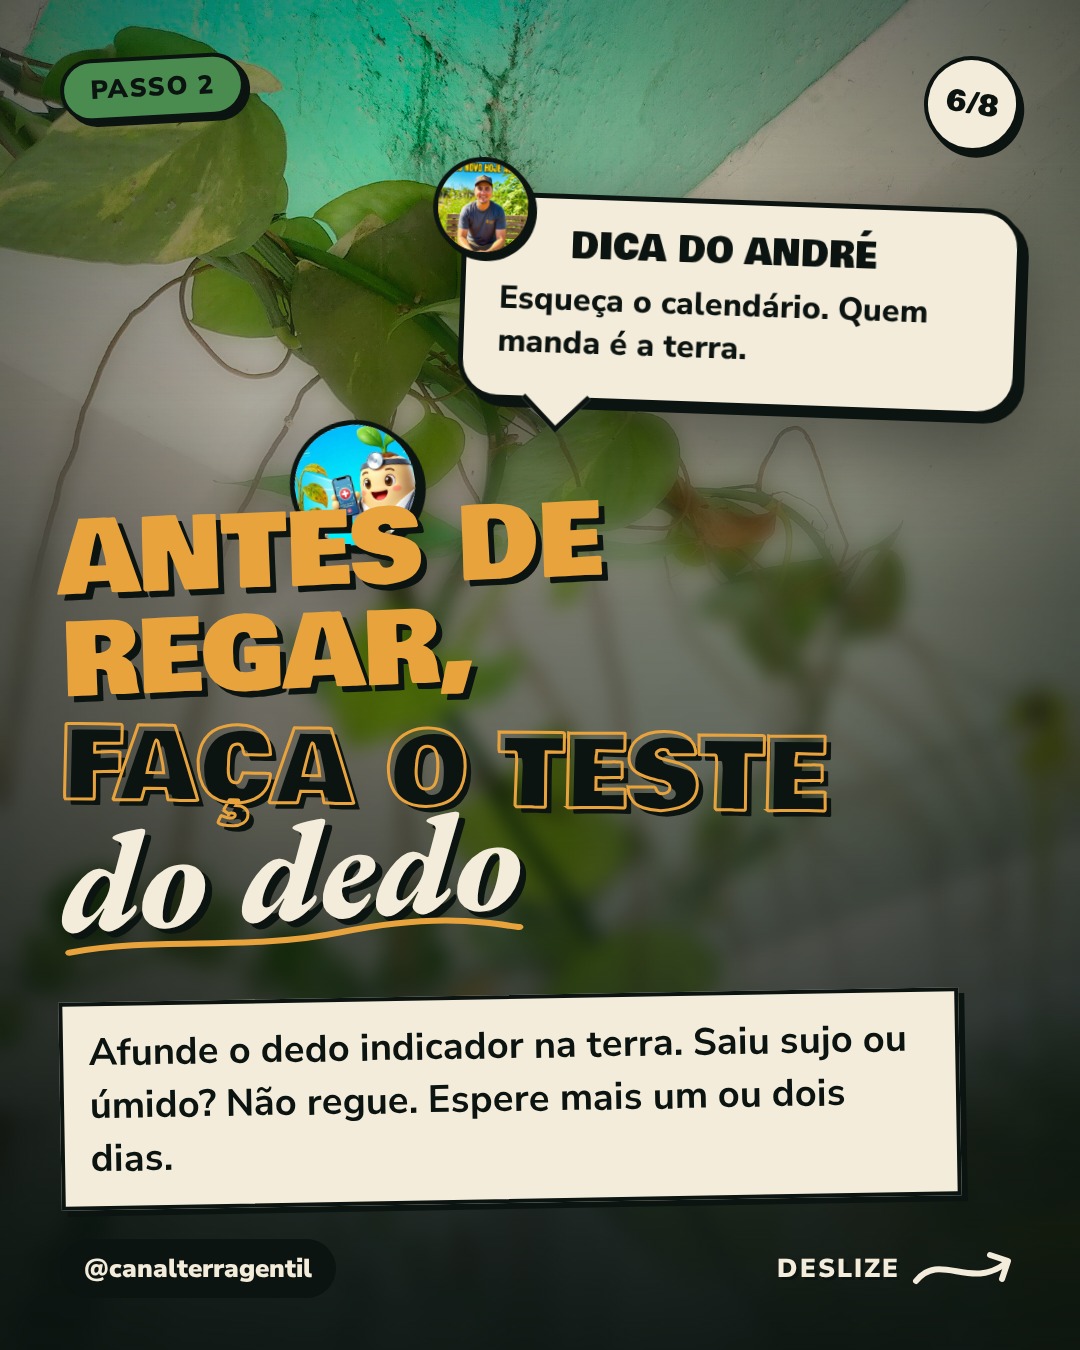 PASSO 2
6/8
DICA DO ANDRÉ
Esqueça o calendário. Quem
manda é a terra.
ANTES DE
REGAR,
FAÇA O TESTE
do dedo
Afunde o dedo indicador na terra. Saiu sujo ou
úmido? Não regue. Espere mais um ou dois
dias.
@canalterragentil
DESLIZE